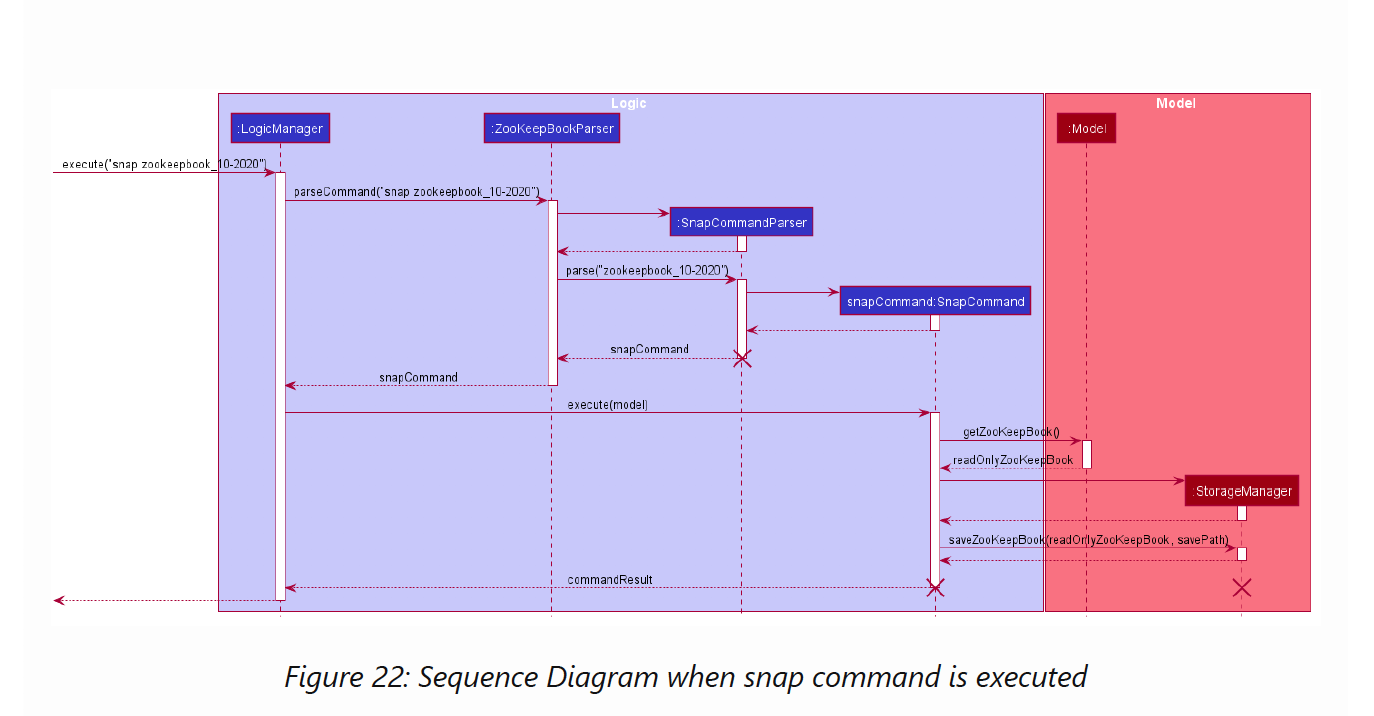 Logic
Model
:LogicManager
:ZooKeepBookParser
:Model
execute("snap zookeepbook_10-2020")
parseCommand("snap zookeepbook_10-2020")
:SnapCommandParser
parse("zookeepbook_10-2020")
snapCommand:SnapCommand
snapCommand
snapCommand
execute(model)
getZooKeepBook()
readOnlyZooKeepBook
:StorageManager
saveZooKeepBook(readOnlyZooKeepBook, savePath)
commandResult
Figure 22: Sequence Diagram when snap command is executed